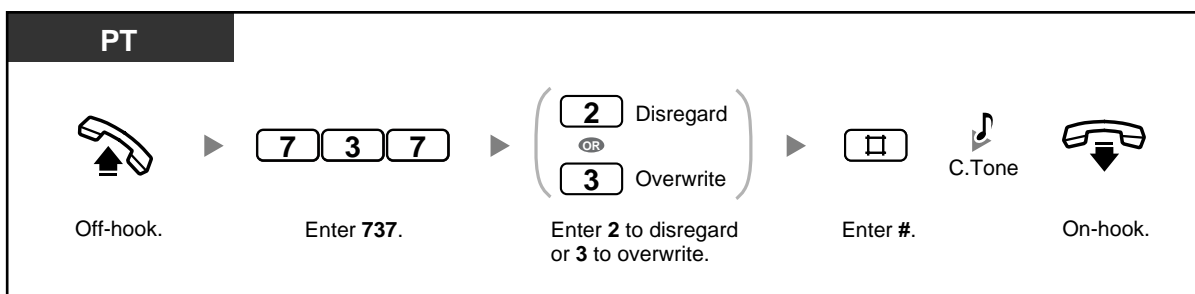 PT
7 3 7
2 Disregard
OR
3 Overwrite
#
C.Tone
Off-hook.
Enter 737.
Enter 2 to disregard
or 3 to overwrite.
Enter #.
On-hook.